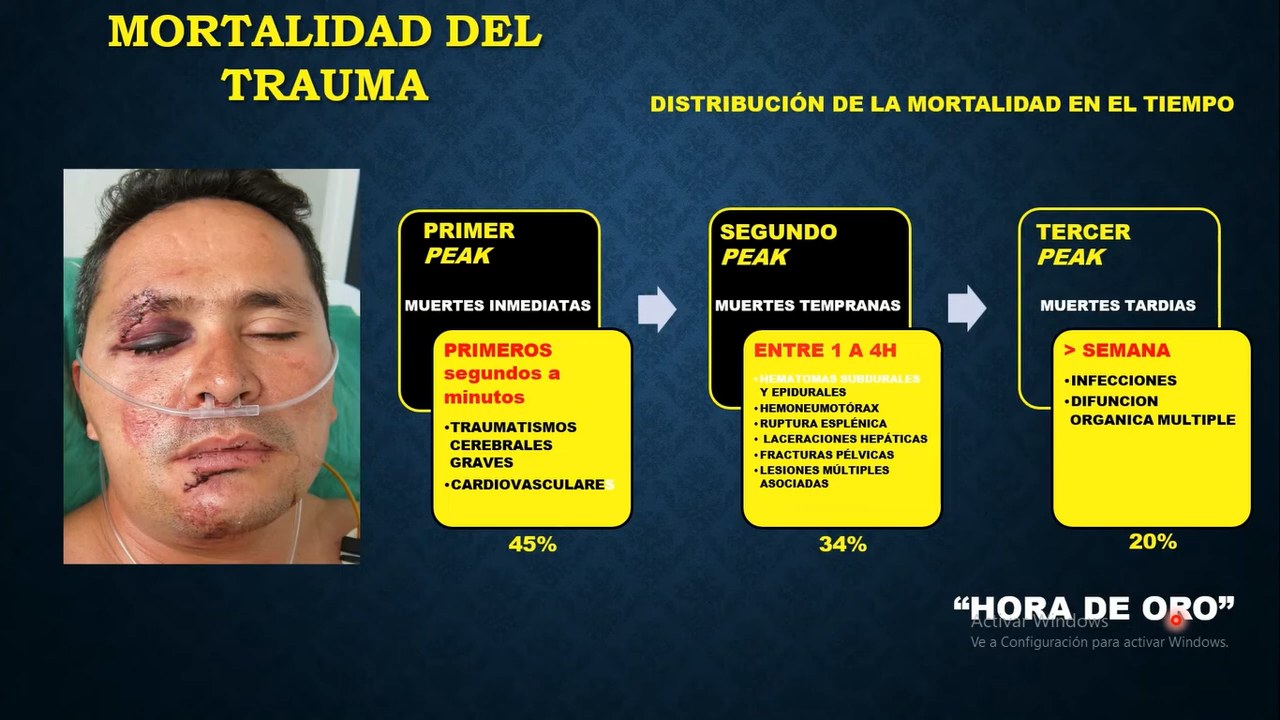 MORTALIDAD DEL
TRAUMA
DISTRIBUCIÓN DE LA MORTALIDAD EN EL TIEMPO
PRIMER
PEAK
MUERTES INMEDIATAS
PRIMEROS
segundos a
minutos
•TRAUMATISMOS
CEREBRALES
GRAVES
•CARDIOVASCULARES
45%
SEGUNDO
PEAK
MUERTES TEMPRANAS
ENTRE 1 A 4H
•HEMATOMAS SUBDURALES
Y EPIDURALES
•HEMONEUMOTÓRAX
•RUPTURA ESPLÉNICA
• LACERACIONES HEPÁTICAS
•FRACTURAS PÉLVICAS
•LESIONES MÚLTIPLES
ASOCIADAS
34%
TERCER
PEAK
MUERTES TARDIAS
> SEMANA
•INFECCIONES
•DIFUNCION
ORGANICA MULTIPLE
20%
“HORA DE ORO”
Activar Windows
Ve a Configuración para activar Windows.